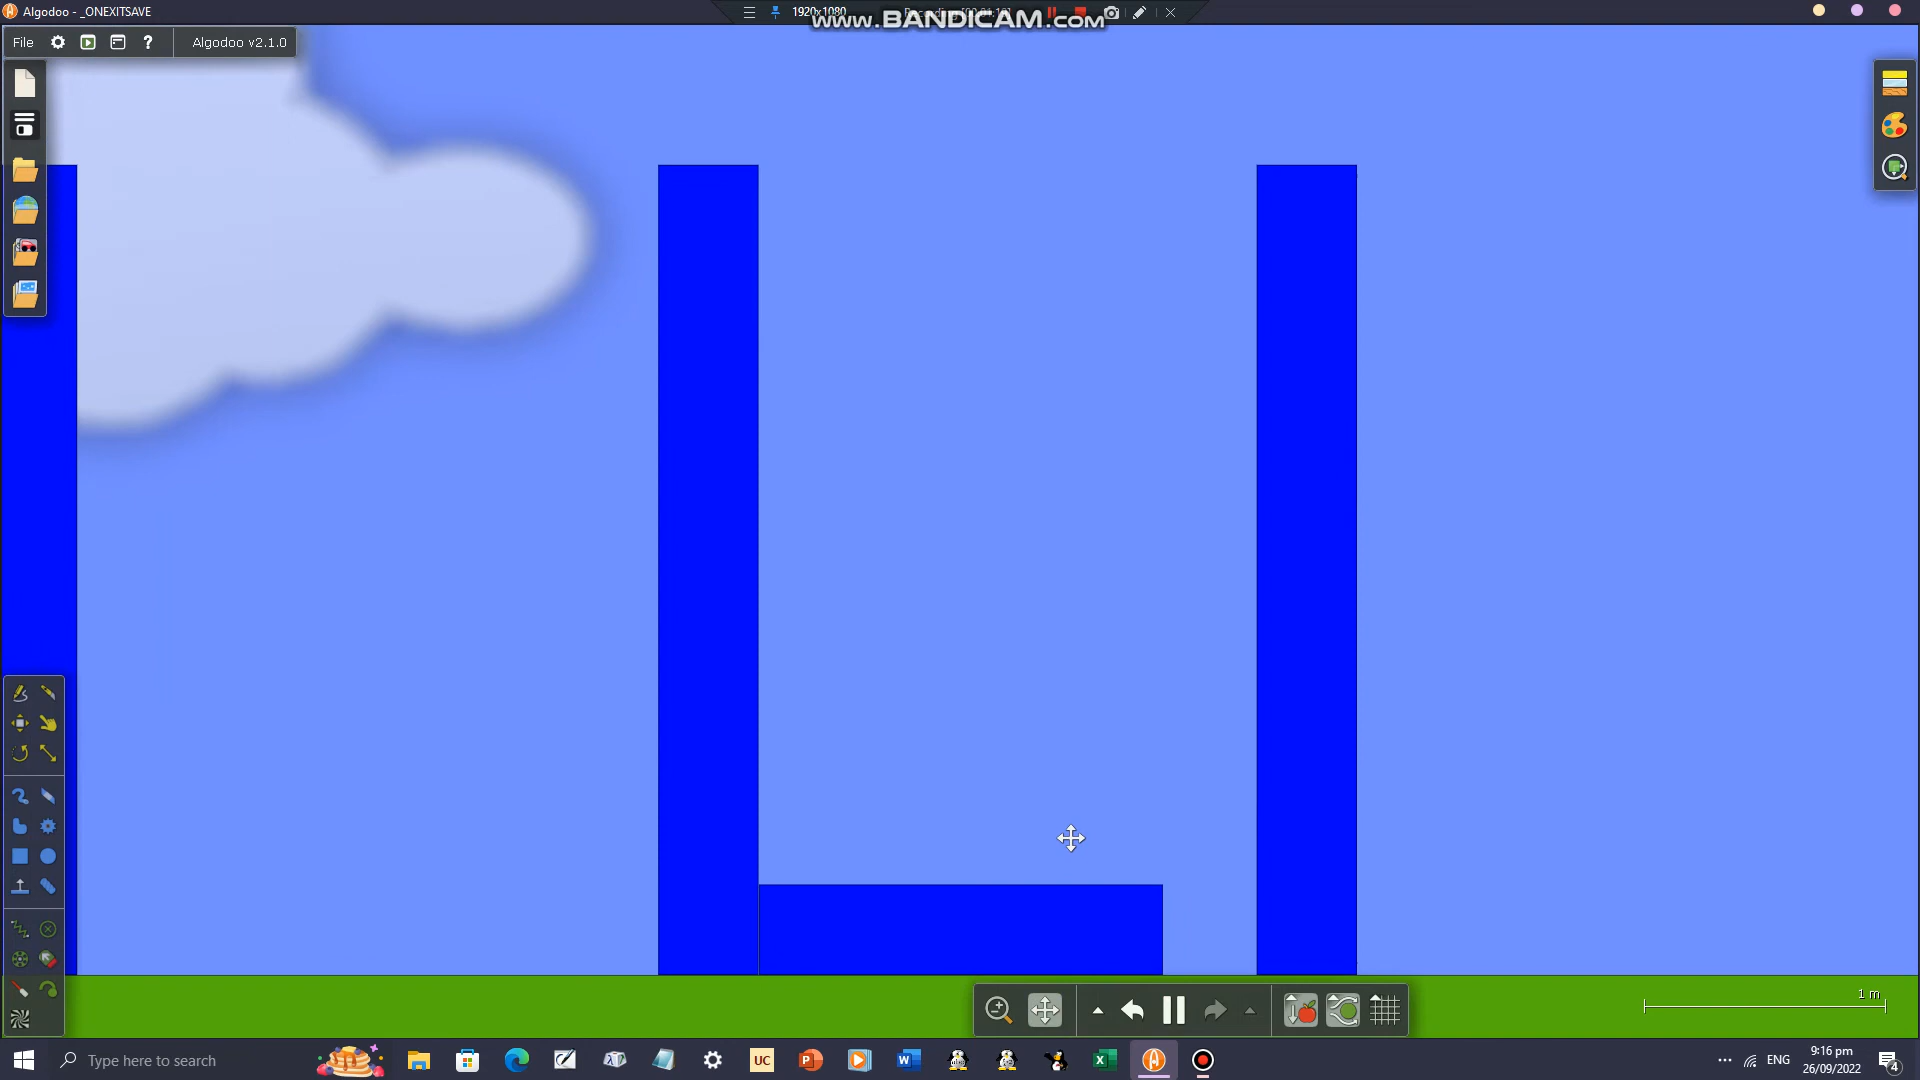 Algodoo - _ONEXITSAVE
1920x1080
www.BANDICAM.com
File
?
Algodoo v2.1.0
1 m
Type here to search
UC
ENG
9:16 pm
26/09/2022
4